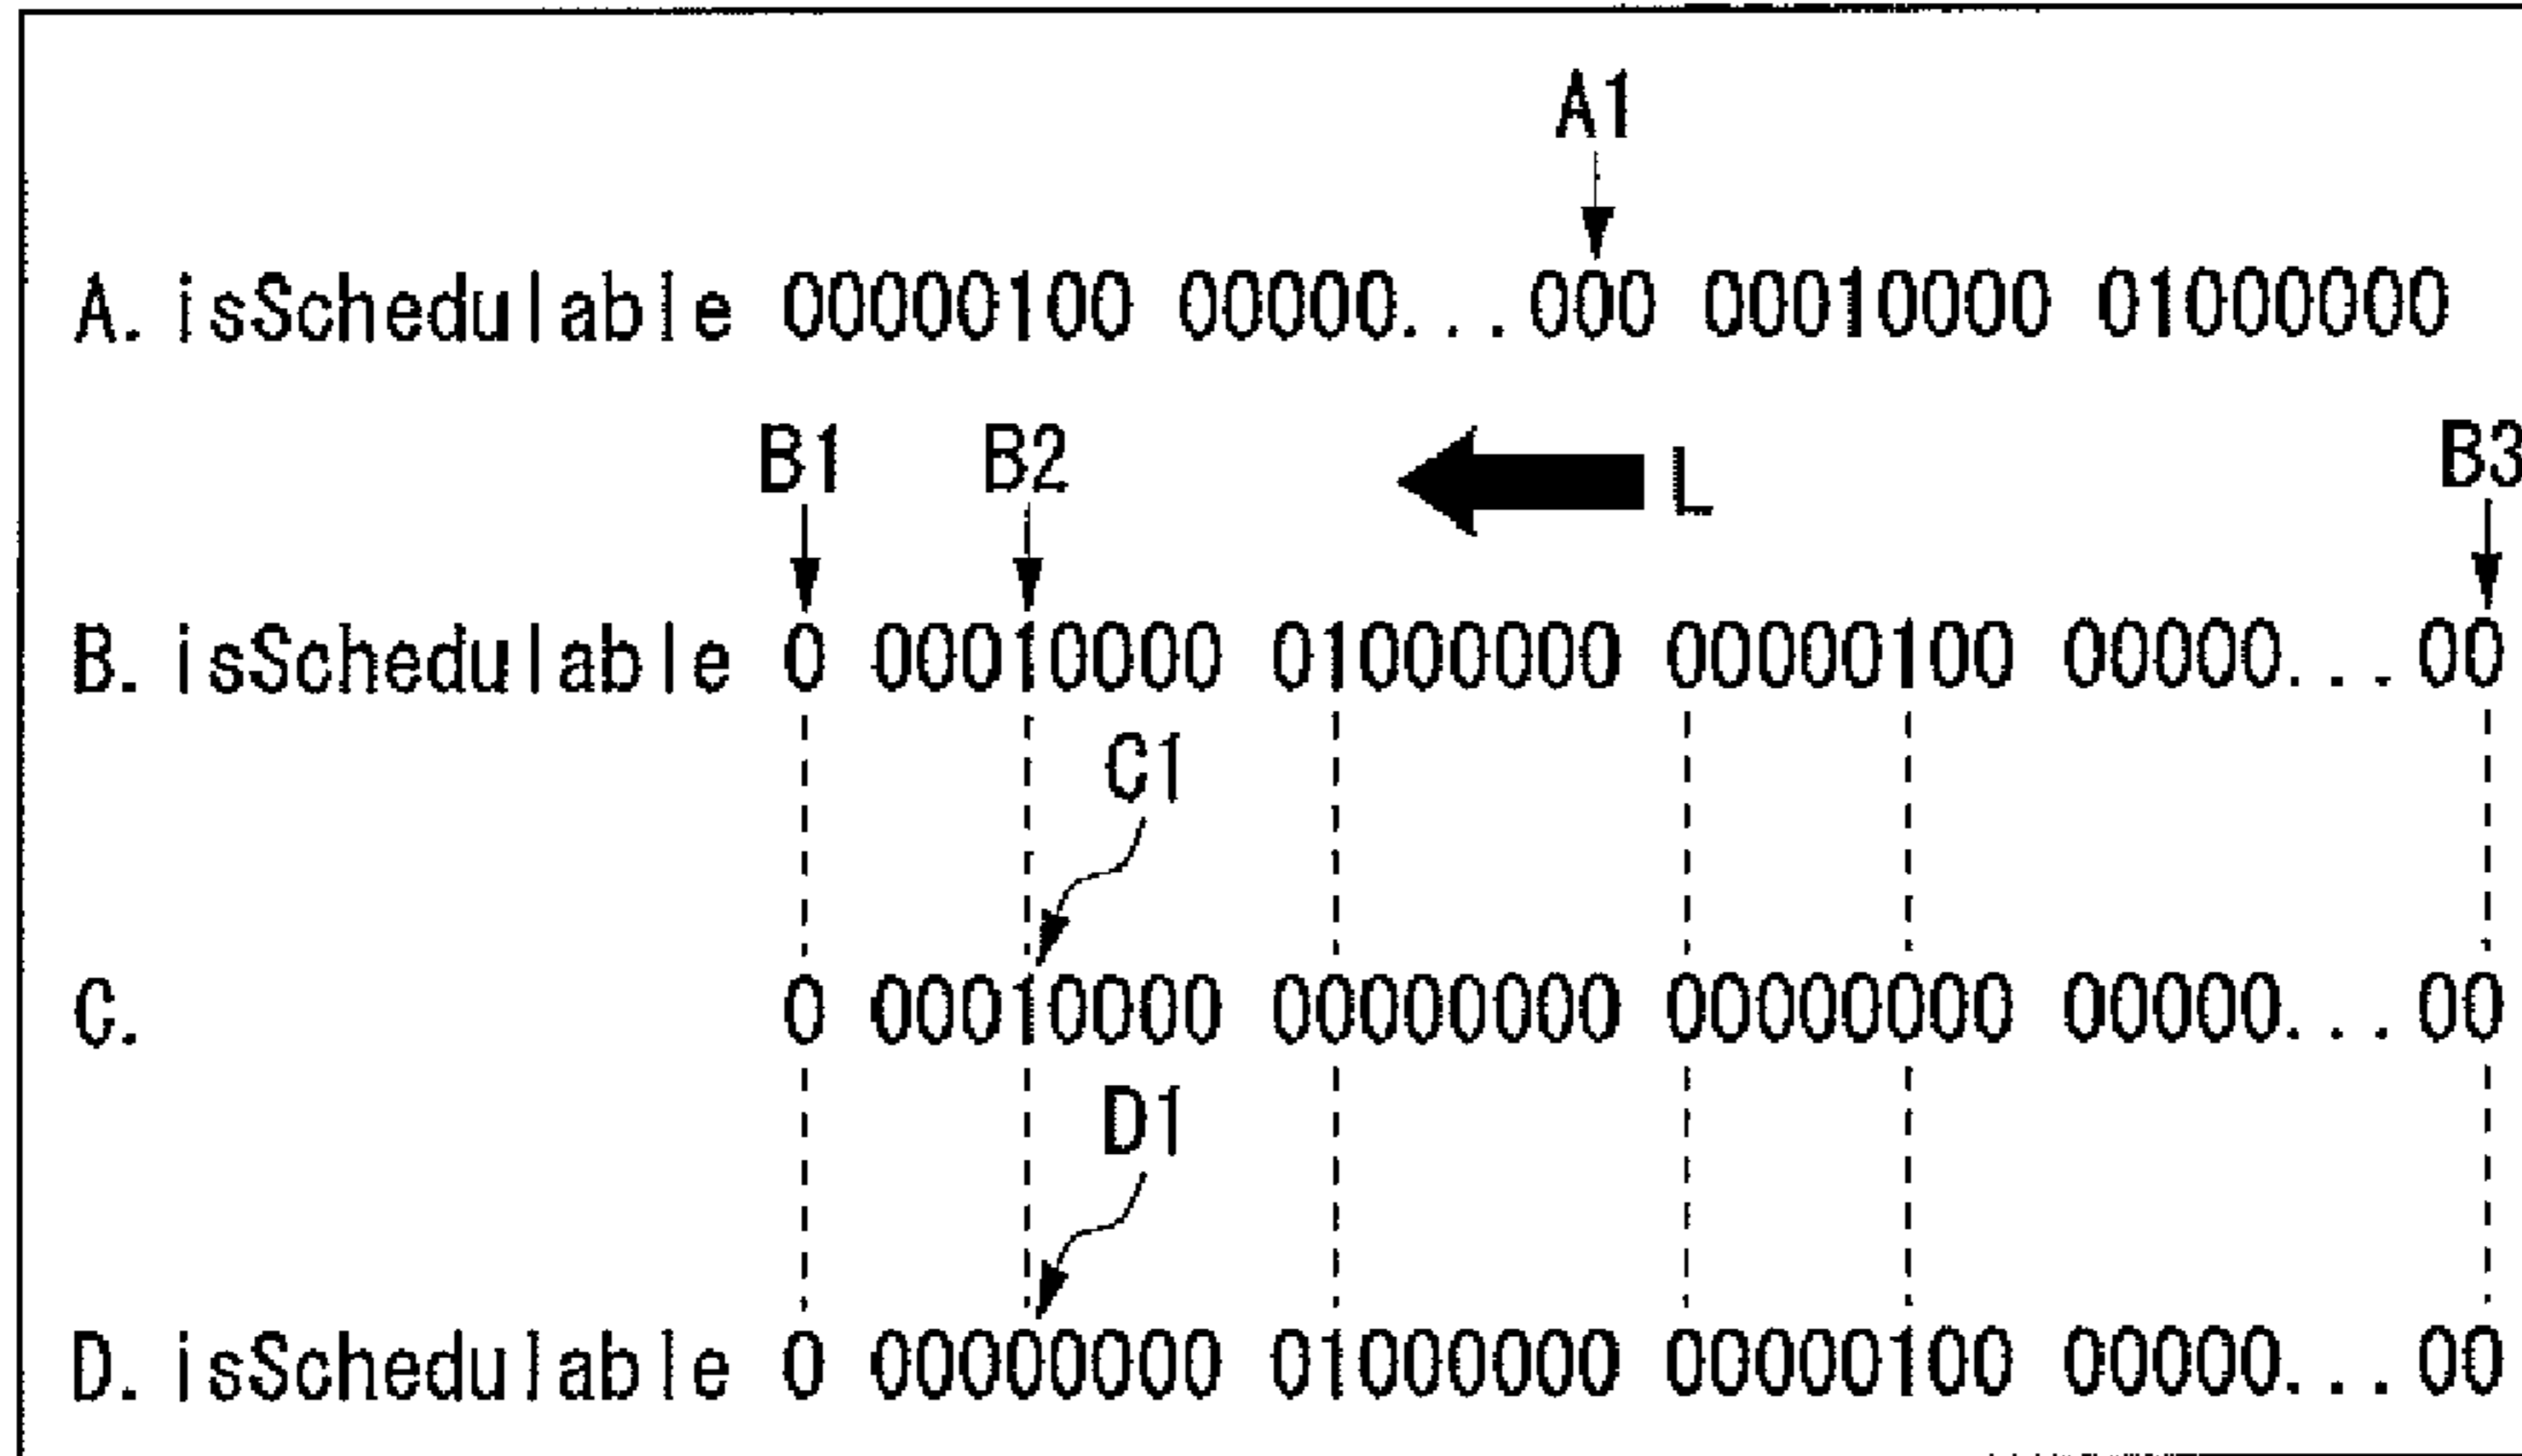 A1
A. isSchedulable 00000100 00000...000 00010000 01000000
B1 B2 L B3
B. isSchedulable 0 00010000 01000000 00000100 00000...00
C1
C. 0 00010000 00000000 00000000 00000...00
D1
D. isSchedulable 0 00000000 01000000 00000100 00000...00